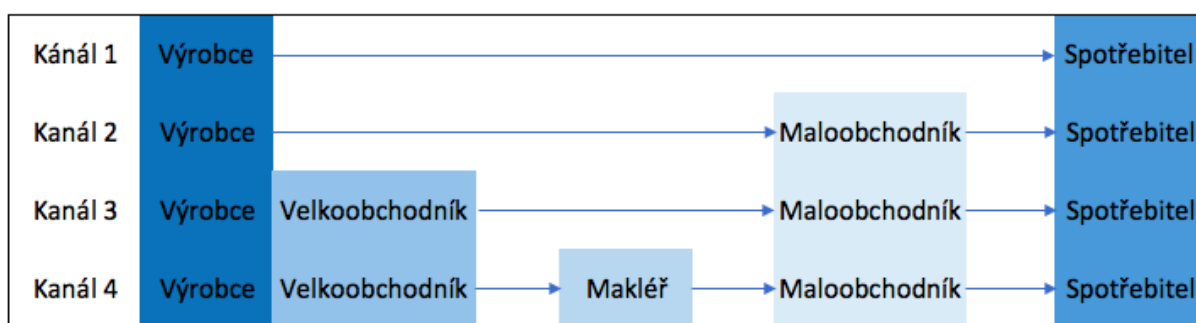 Kánál 1 Výrobce Spotřebitel
Kanál 2 Výrobce Maloobchodník Spotřebitel
Kanál 3 Výrobce Velkoobchodník Maloobchodník Spotřebitel
Kanál 4 Výrobce Velkoobchodník Makléř Maloobchodník Spotřebitel